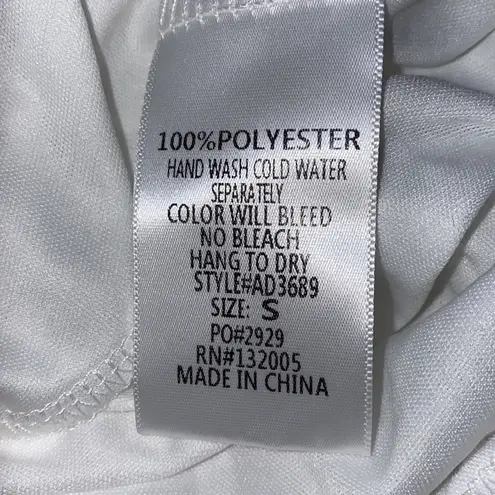 100%POLYESTER
HAND WASH COLD WATER
SEPARATELY
COLOR WILL BLEED
NO BLEACH
HANG TO DRY
STYLE#AD3689
SIZE: S
PO#2929
RN#132005
MADE IN CHINA